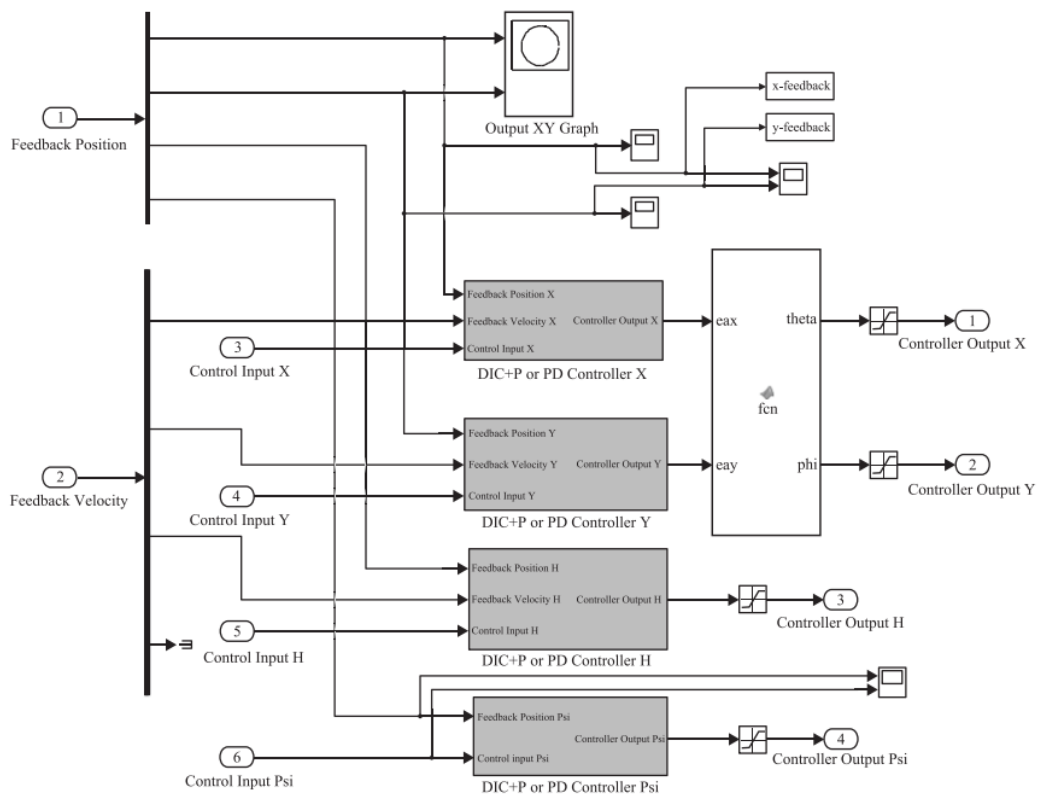 1
Feedback Position
Output XY Graph
x-feedback
y-feedback
Feedback Position X
Feedback Velocity X
Control Input X
Controller Output X
DIC+P or PD Controller X
3
Control Input X
eax
theta
eay
phi
fcn
1
Controller Output X
2
Feedback Velocity
Feedback Position Y
Feedback Velocity Y
Control Input Y
Controller Output Y
DIC+P or PD Controller Y
4
Control Input Y
2
Controller Output Y
Feedback Position H
Feedback Velocity H
Control Input H
Controller Output H
DIC+P or PD Controller H
5
Control Input H
3
Controller Output H
Feedback Position Psi
Control input Psi
Controller Output Psi
DIC+P or PD Controller Psi
6
Control Input Psi
4
Controller Output Psi